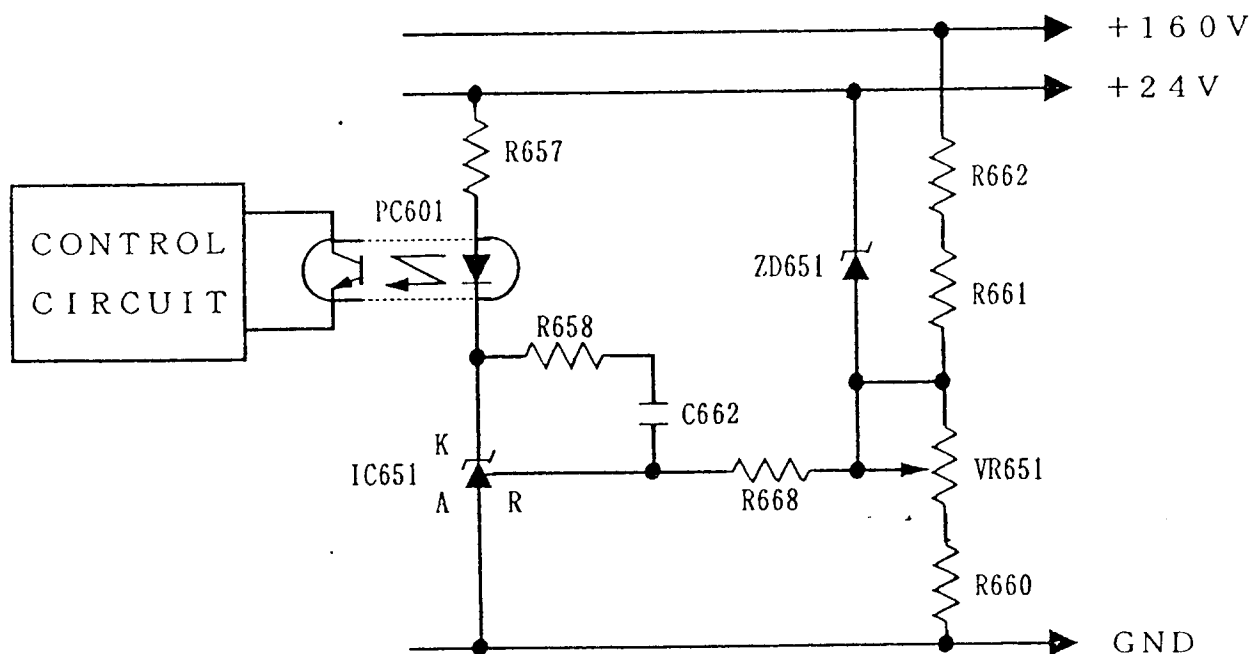 +160V
+24V
R657
R662
PC601
CONTROL
CIRCUIT
ZD651
R661
R658
C662
K
IC651
VR651
A
R
R668
R660
GND